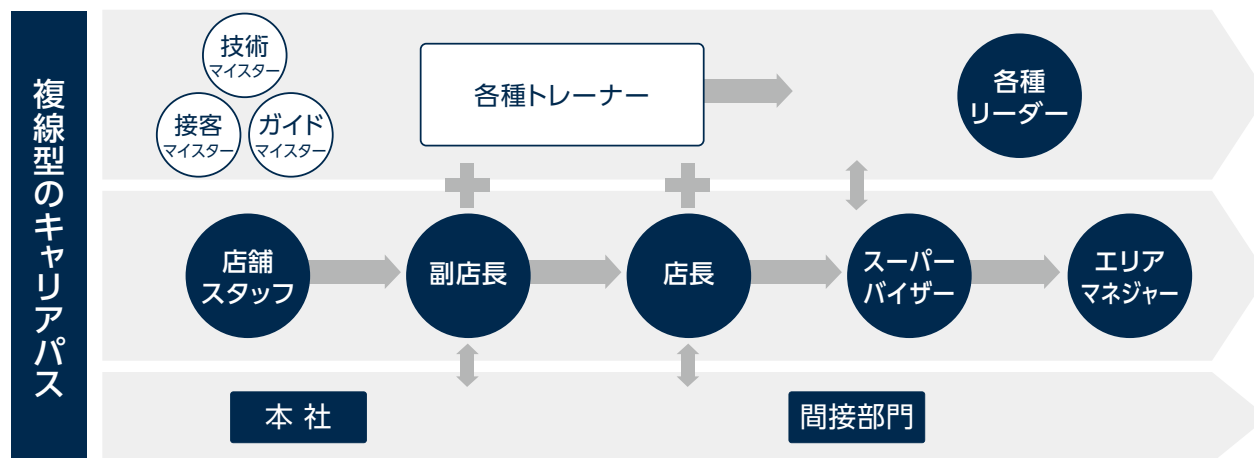 複線型のキャリアパス
技術
マイスター
接客
マイスター
ガイド
マイスター
各種トレーナー
各種
リーダー
店舗
スタッフ
副店長
店長
スーパー
バイザー
エリア
マネジャー
本社
間接部門